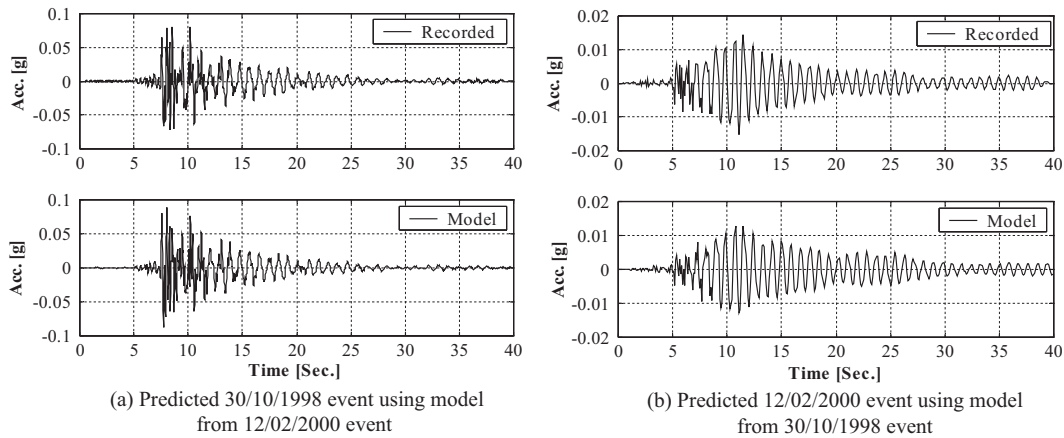 0.1
0.05
0
-0.05
-0.1
Acc. [g]
Recorded
0 5 10 15 20 25 30 35 40
0.1
0.05
0
-0.05
-0.1
Acc. [g]
Model
0 5 10 15 20 25 30 35 40
Time [Sec.]
(a) Predicted 30/10/1998 event using model
from 12/02/2000 event
0.02
0.01
0.00
-0.01
-0.02
Acc. [g]
Recorded
0 5 10 15 20 25 30 35 40
0.02
0.01
0.00
-0.01
-0.02
Acc. [g]
Model
0 5 10 15 20 25 30 35 40
Time [Sec.]
(b) Predicted 12/02/2000 event using model
from 30/10/1998 event